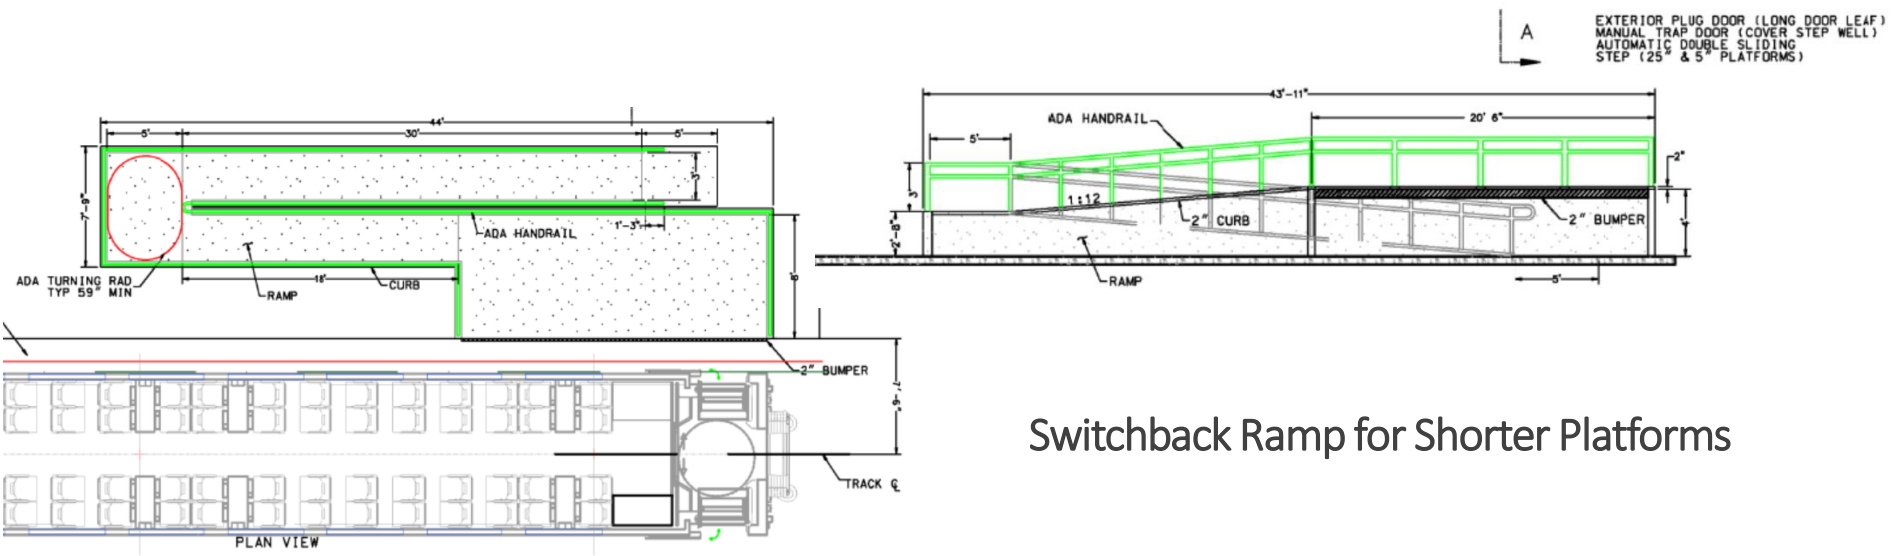 44'
5'
30'
5'
7'-9"
3'
1'-3"
ADA HANDRAIL
ADA TURNING RAD
TYP 59" MIN
18'
RAMP
CURB
2" BUMPER
7'-6"
TRACK
PLAN VIEW
A
EXTERIOR PLUG DOOR (LONG DOOR LEAF)
MANUAL TRAP DOOR (COVER STEP WELL)
AUTOMATIC DOUBLE SLIDING
STEP (25" & 5" PLATFORMS)
43'-11"
ADA HANDRAIL
20' 6"
5'
2"
3'
1:12
2" CURB
2" BUMPER
2'-8"
4'
RAMP
5'
Switchback Ramp for Shorter Platforms